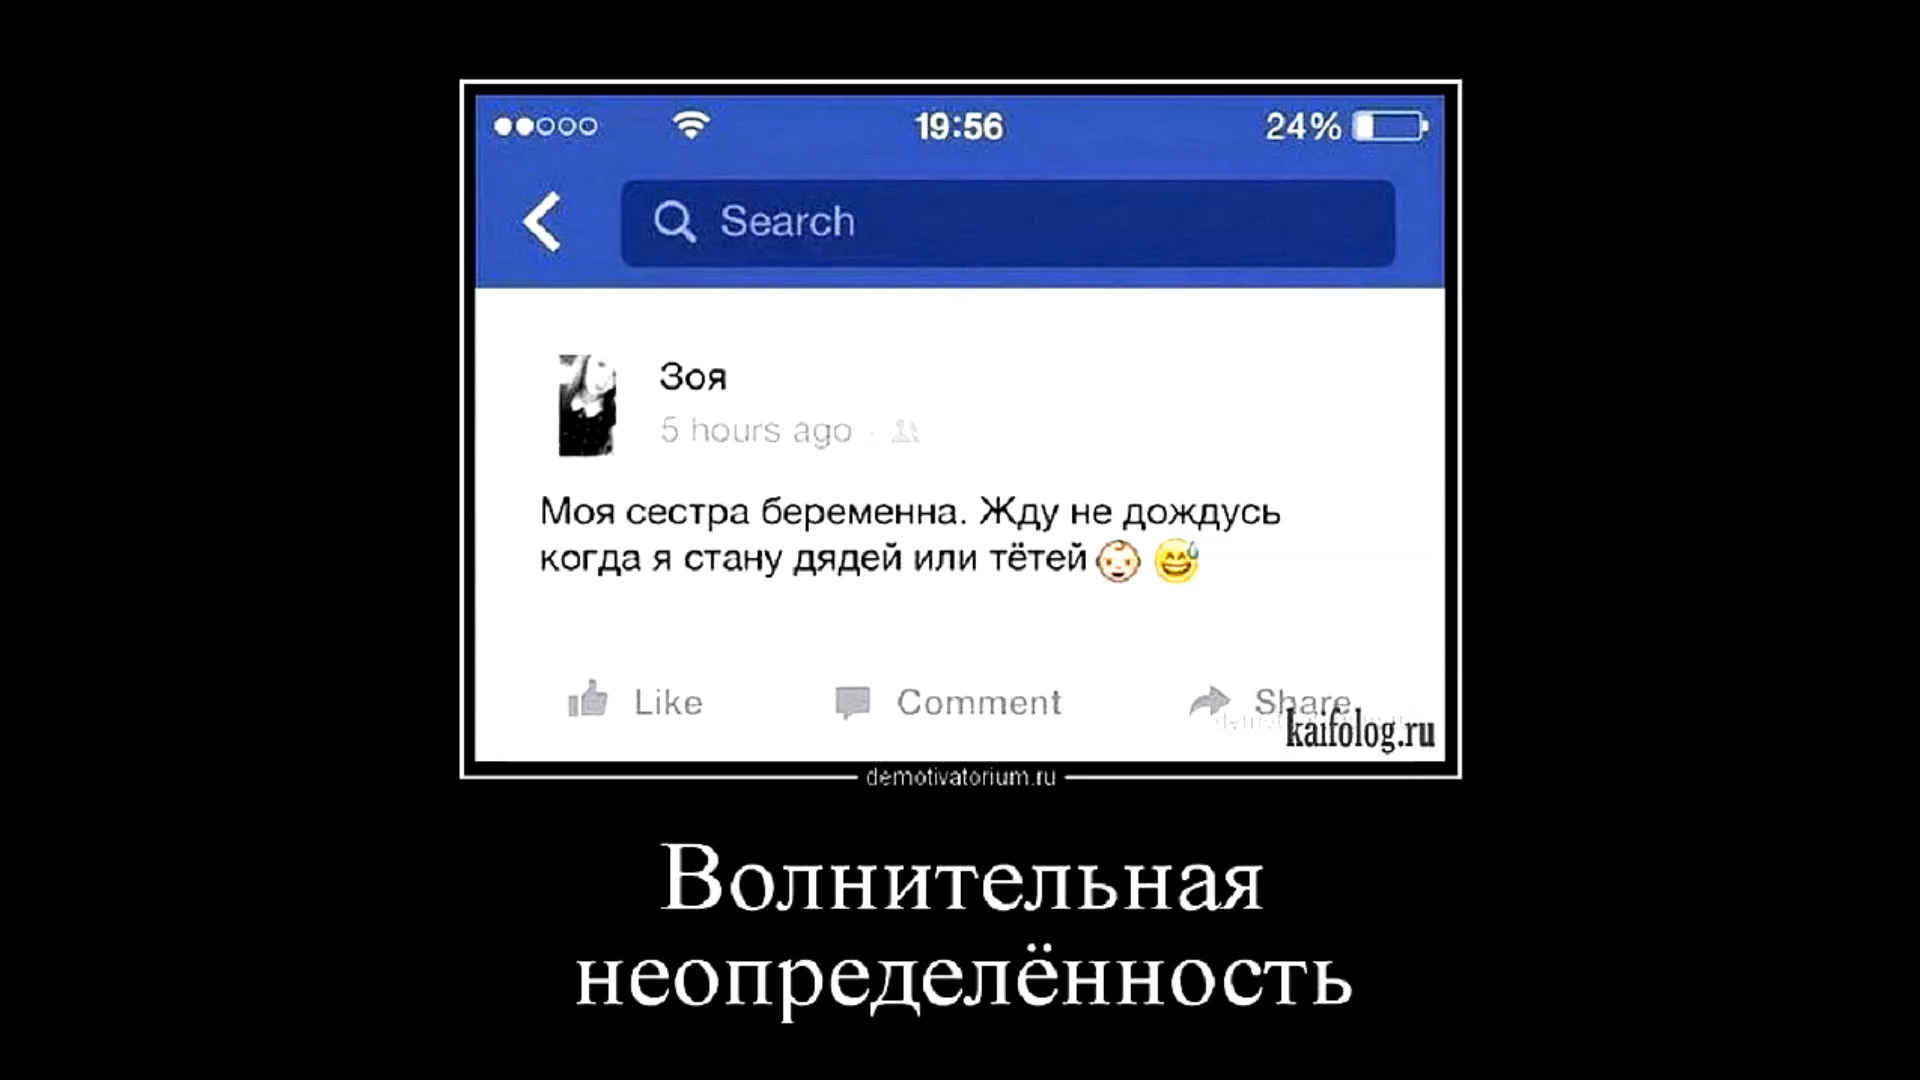 19:56
24%
Search
Зоя
5 hours ago
Моя сестра беременна. Жду не дождусь
когда я стану дядей или тётей
Like
Comment
Share
kaifolog.ru
demotivatorium.ru
Волнительная
неопределённость